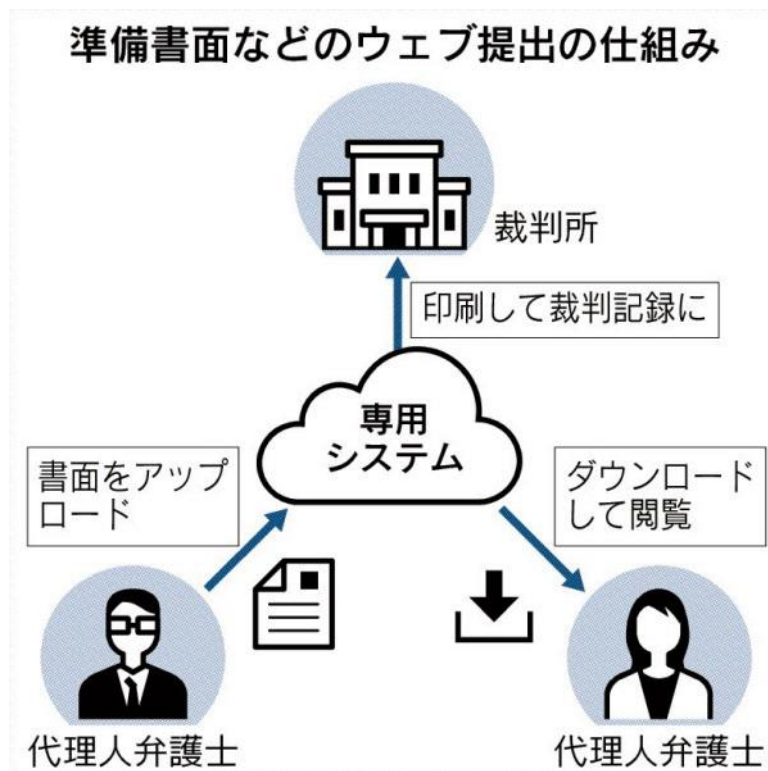 準備書面などのウェブ提出の仕組み
裁判所
印刷して裁判記録に
専用
システム
書面をアップ
ロード
ダウンロード
して閲覧
代理人弁護士
代理人弁護士